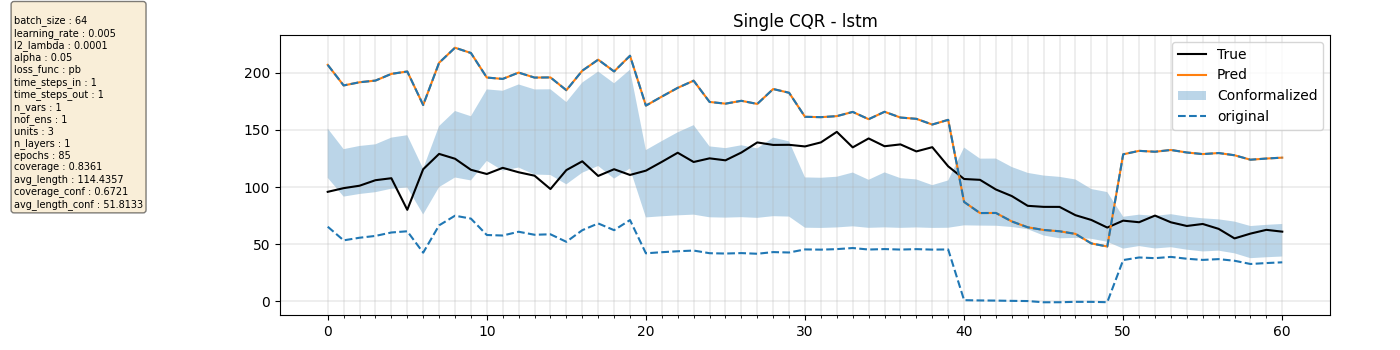 batch_size : 64
learning_rate : 0.005
l2_lambda : 0.0001
alpha : 0.05
loss_func : pb
time_steps_in : 1
time_steps_out : 1
n_vars : 1
nof_ens : 1
units : 3
n_layers : 1
epochs : 85
coverage : 0.8361
avg_length : 114.4357
coverage_conf : 0.6721
avg_length_conf : 51.8133
Single CQR - lstm
True
Pred
Conformalized
original
200
150
100
50
0
0 10 20 30 40 50 60